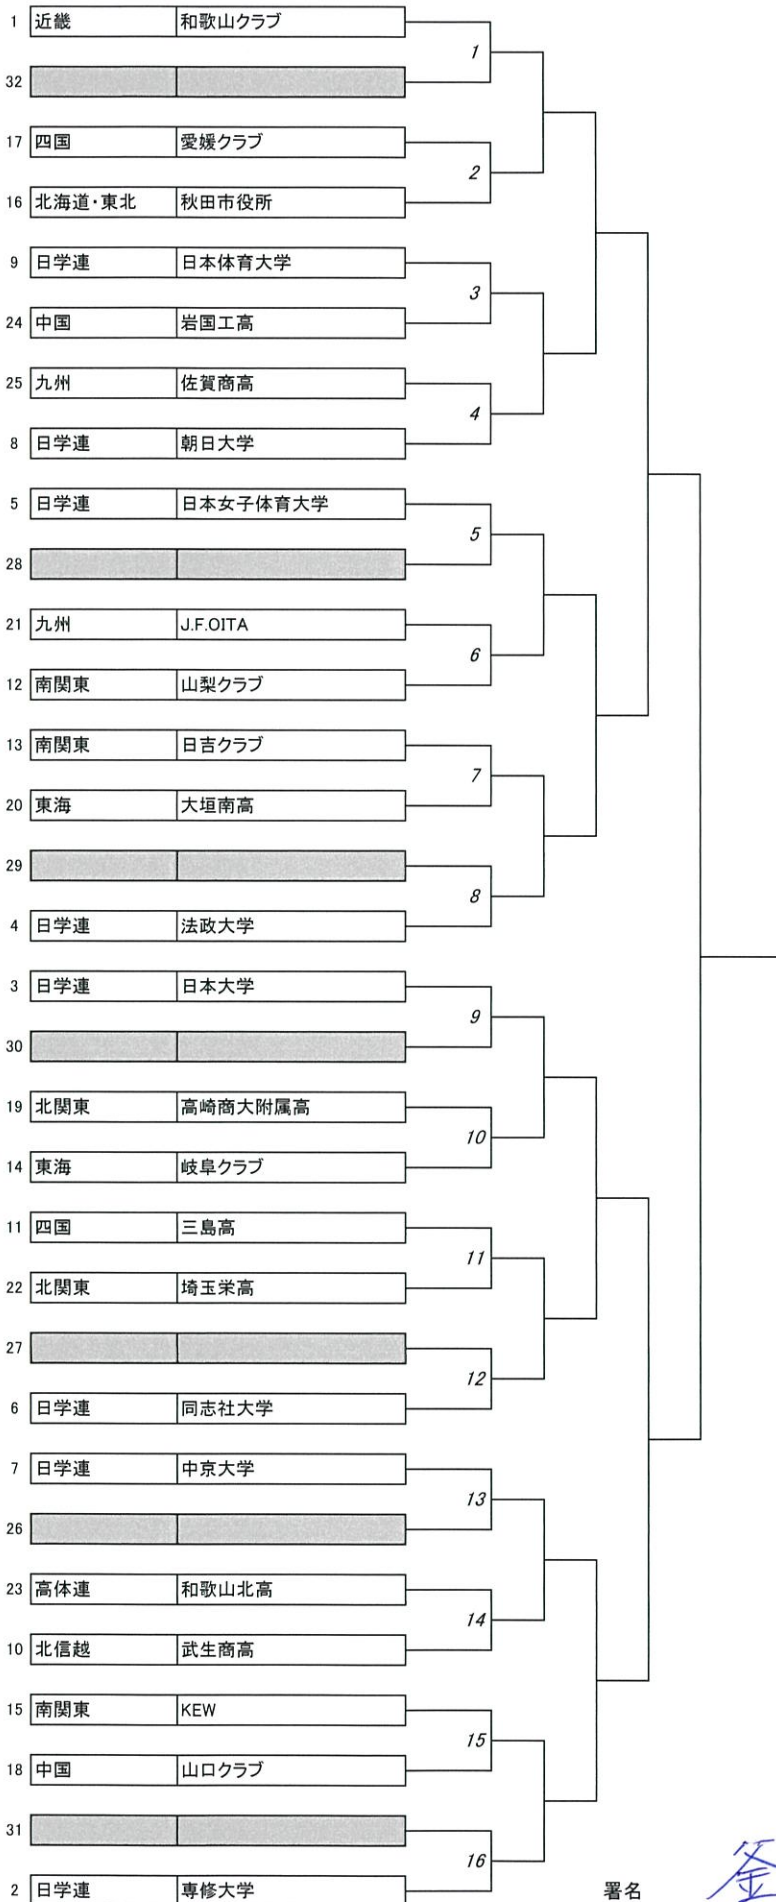 1 近畿 和歌山クラブ
1
32
17 四国 愛媛クラブ
2
16 北海道・東北 秋田市役所
9 日学連 日本体育大学
3
24 中国 岩国工高
25 九州 佐賀商高
4
8 日学連 朝日大学
5 日学連 日本女子体育大学
5
28
21 九州 J.F.OITA
6
12 南関東 山梨クラブ
13 南関東 日吉クラブ
7
20 東海 大垣南高
29
8
4 日学連 法政大学
3 日学連 日本大学
9
30
19 北関東 高崎商大附属高
10
14 東海 岐阜クラブ
11 四国 三島高
11
22 北関東 埼玉栄高
27
12
6 日学連 同志社大学
7 日学連 中京大学
13
26
23 高体連 和歌山北高
14
10 北信越 武生商高
15 南関東 KEW
15
18 中国 山口クラブ
31
16
2 日学連 専修大学
署名 釜